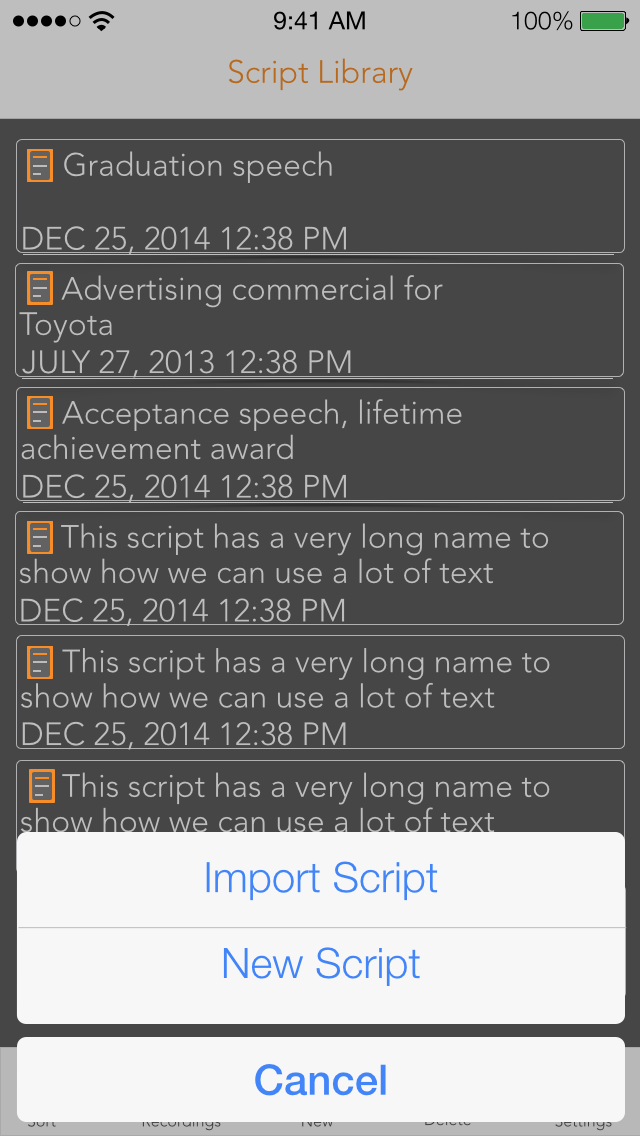 9:41 AM
100%
Script Library
Graduation speech
DEC 25, 2014 12:38 PM
Advertising commercial for
Toyota
JULY 27, 2013 12:38 PM
Acceptance speech, lifetime
achievement award
DEC 25, 2014 12:38 PM
This script has a very long name to
show how we can use a lot of text
DEC 25, 2014 12:38 PM
This script has a very long name to
show how we can use a lot of text
DEC 25, 2014 12:38 PM
This script has a very long name to
show how we can use a lot of text
Import Script
New Script
Cancel
Sort Recordings New Delete Settings